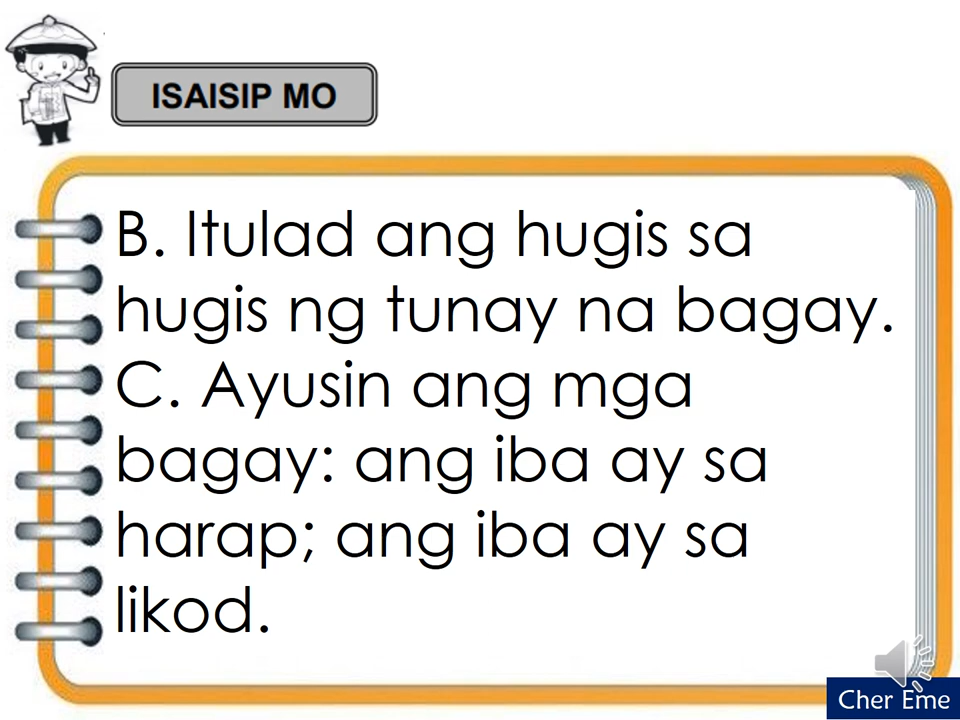 ISAISIP MO
B. Itulad ang hugis sa
hugis ng tunay na bagay.
C. Ayusin ang mga
bagay: ang iba ay sa
harap; ang iba ay sa
likod.
Cher Eme